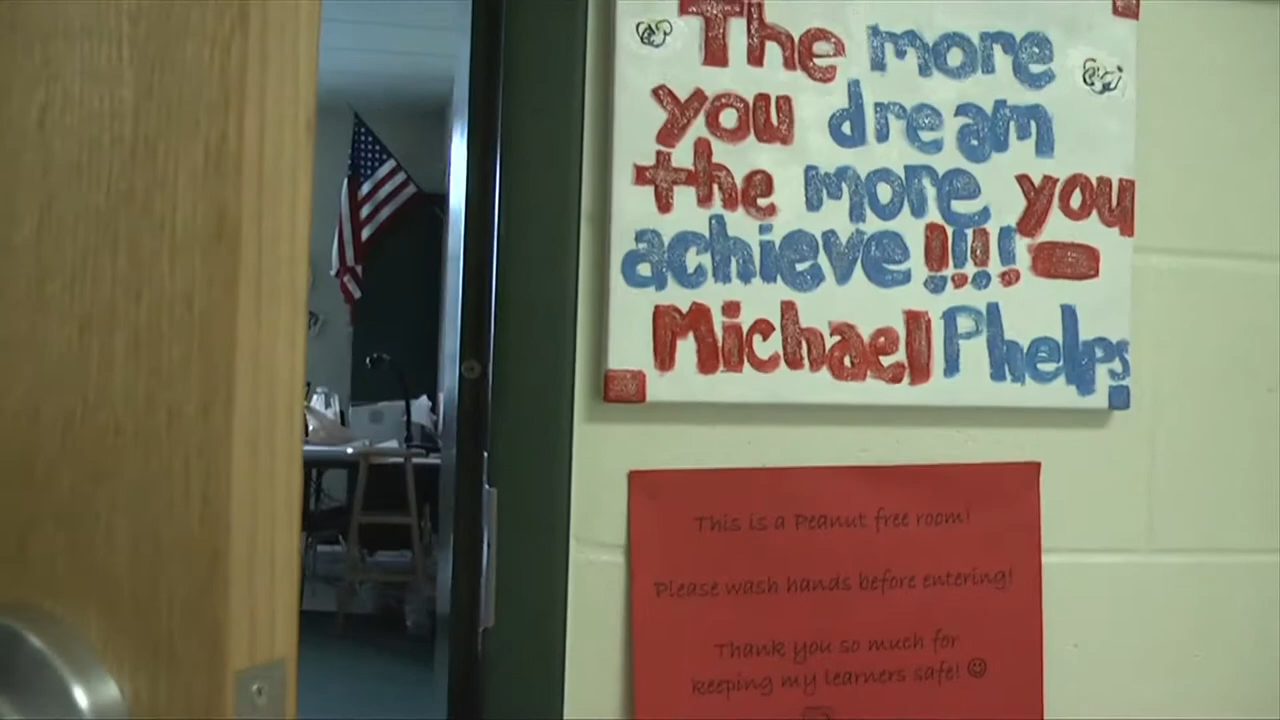 The more
you dream
the more you
achieve!!! -
Michael Phelps
This is a Peanut free room!
Please wash hands before entering!
Thank you so much for
keeping my learners safe! ☺